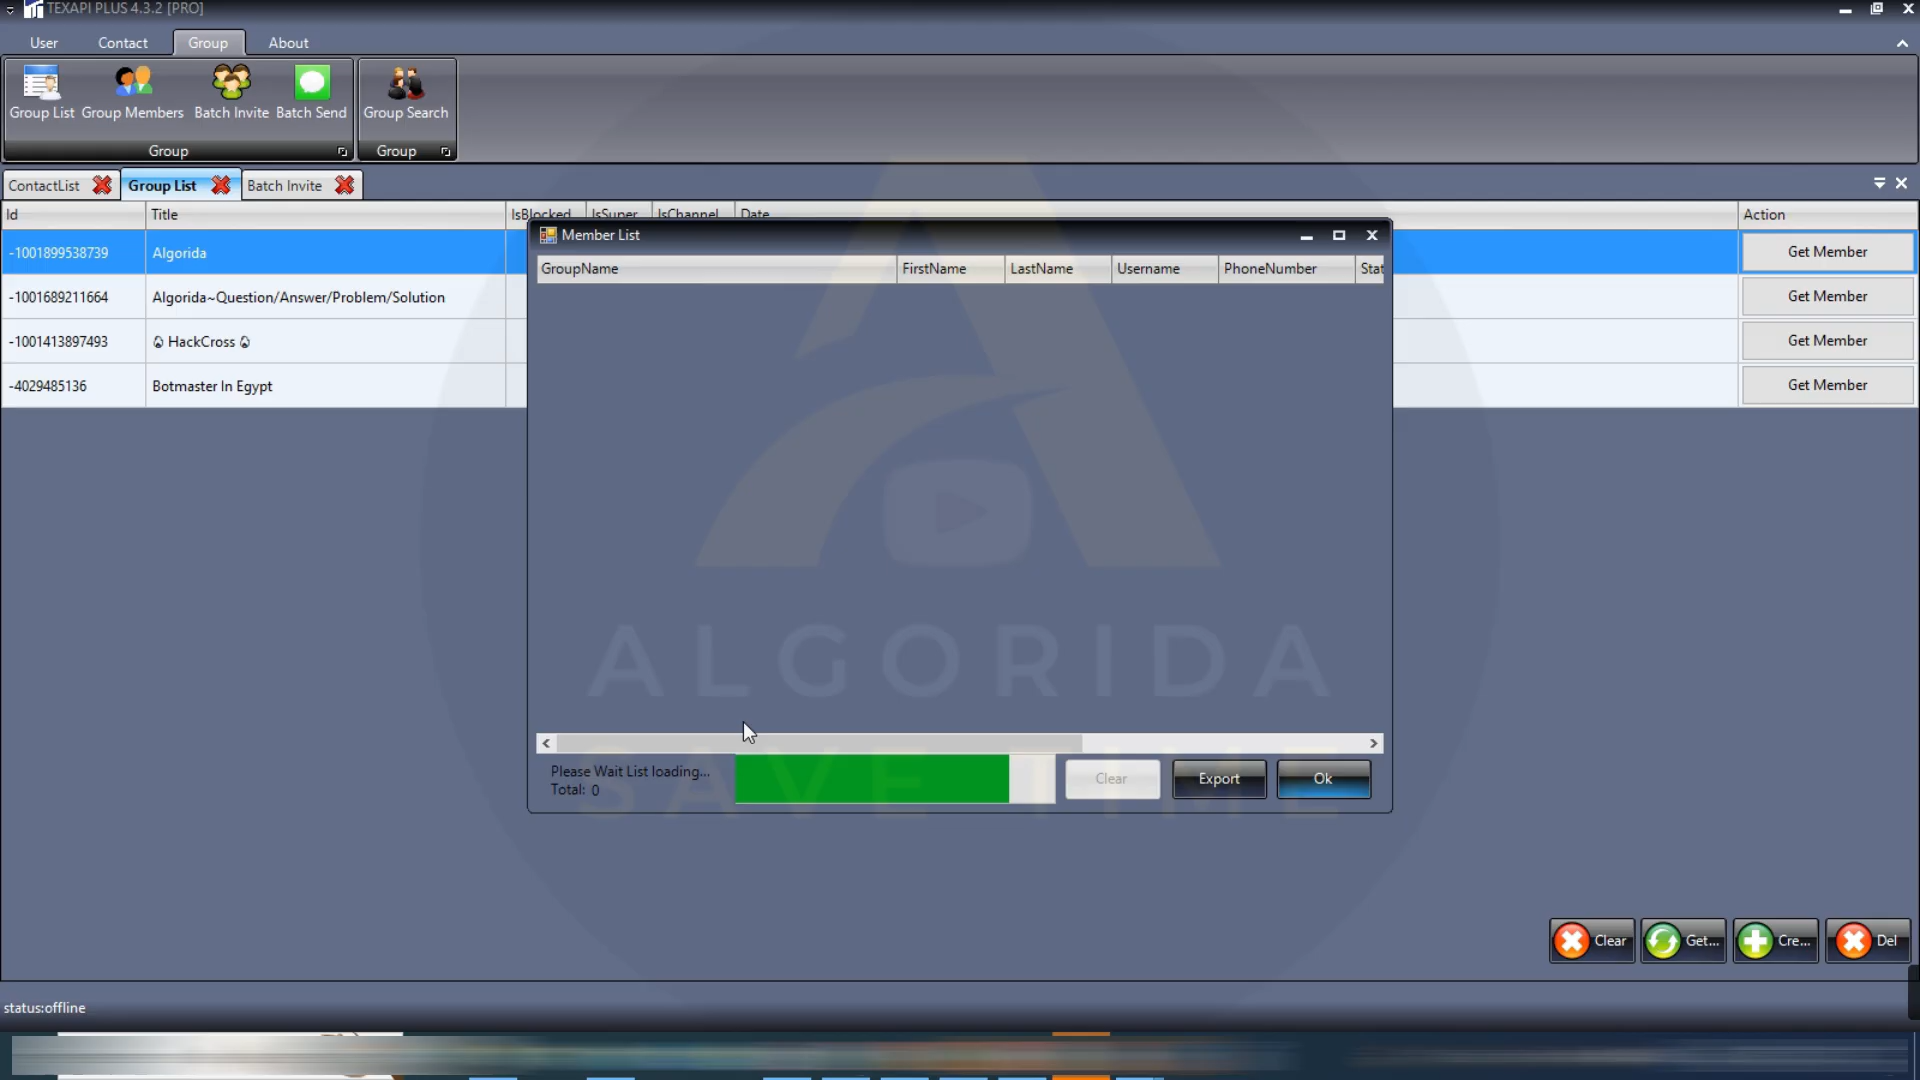 TEXAPI PLUS 4.3.2 [PRO]
User Contact Group About
Group List Group Members Batch Invite Batch Send Group Search
Group Group
ContactList Group List Batch Invite
Id Title IsBlocked IsSuper IsChannel Date Action
-1001899538739 Algorida Get Member
-1001689211664 Algorida~Question/Answer/Problem/Solution Get Member
-1001413897493 HackCross Get Member
-4029485136 Botmaster In Egypt Get Member
Member List
GroupName FirstName LastName Username PhoneNumber Stat
ALGORIDA
SAVE TIME
Please Wait List loading...
Total: 0
Clear Export Ok
Clear Get... Cre... Del
status:offline